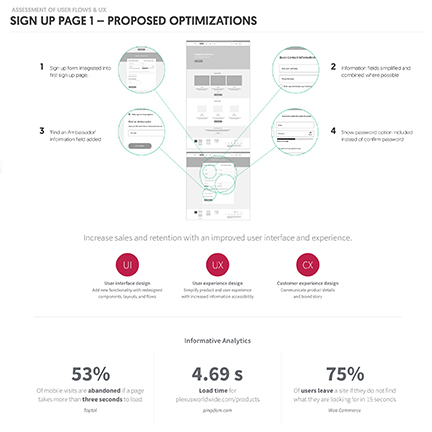 ASSESSMENT OF USER FLOWS & UX
SIGN UP PAGE 1 – PROPOSED OPTIMIZATIONS
1 Sign up form integrated into
first sign up page.
2 Information fields simplified and
combined where possible
3 'Find an Ambassador'
information field added
4 Show password option included
instead of confirm password
Increase sales and retention with an improved user interface and experience.
UI
UX
CX
User interface design
Add new functionality with redesigned
components, layouts, and flows
User experience design
Simplify product and user experience
with increased information accessibility.
Customer experience design
Communicate product details
and brand story
Informative Analytics
53%
Of mobile visits are abandoned if a page
takes more than three seconds to load.
Toptal
4.69 s
Load time for
plexusworldwide.com/products.
pingdom.com
75%
Of users leave a site if they do not find
what they are looking for in 15 seconds